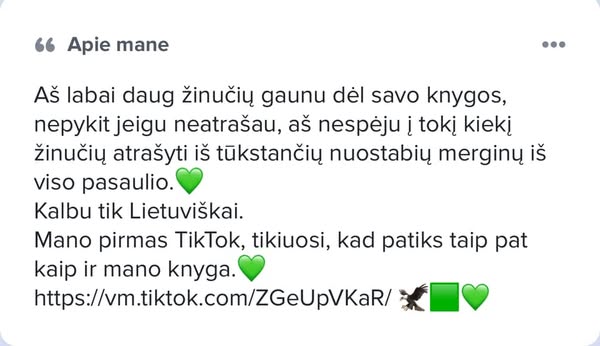 Apie mane
Aš labai daug žinučių gaunu dėl savo knygos,
nepykit jeigu neatrašau, aš nespėju į tokį kiekį
žinučių atrašyti iš tūkstančių nuostabių merginų iš
viso pasaulio.💚
Kalbu tik Lietuviškai.
Mano pirmas TikTok, tikiuosi, kad patiks taip pat
kaip ir mano knyga.💚
https://vm.tiktok.com/ZGeUpVKaR/ 🦅🟩💚